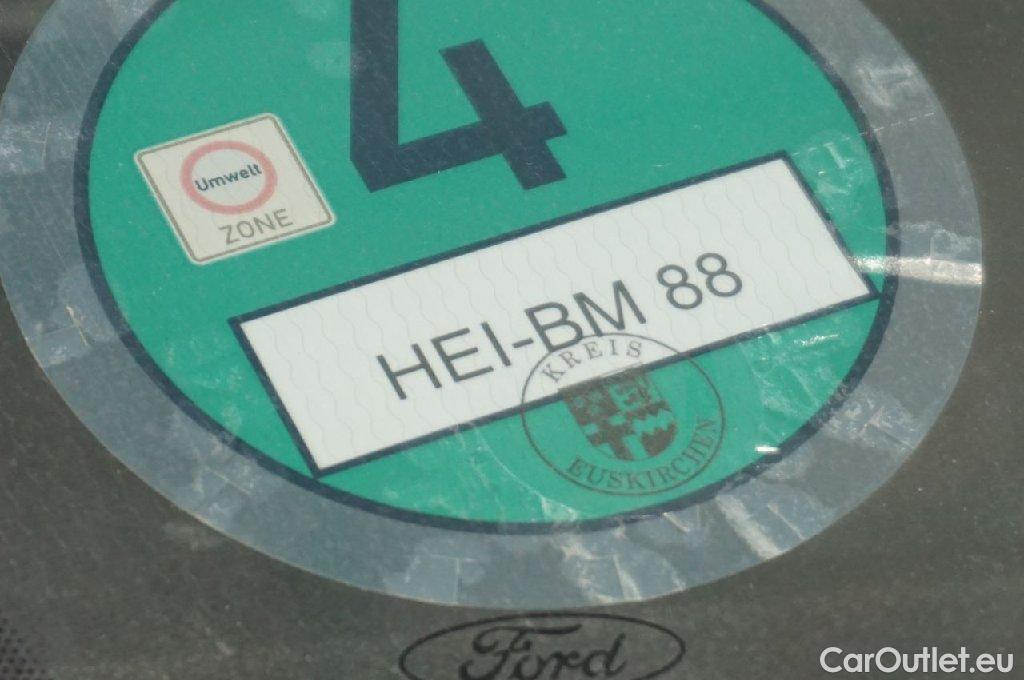 4
Umwelt
ZONE
HEI-BM 88
KREIS
EUSKIRCHEN
Ford
CarOutlet.eu